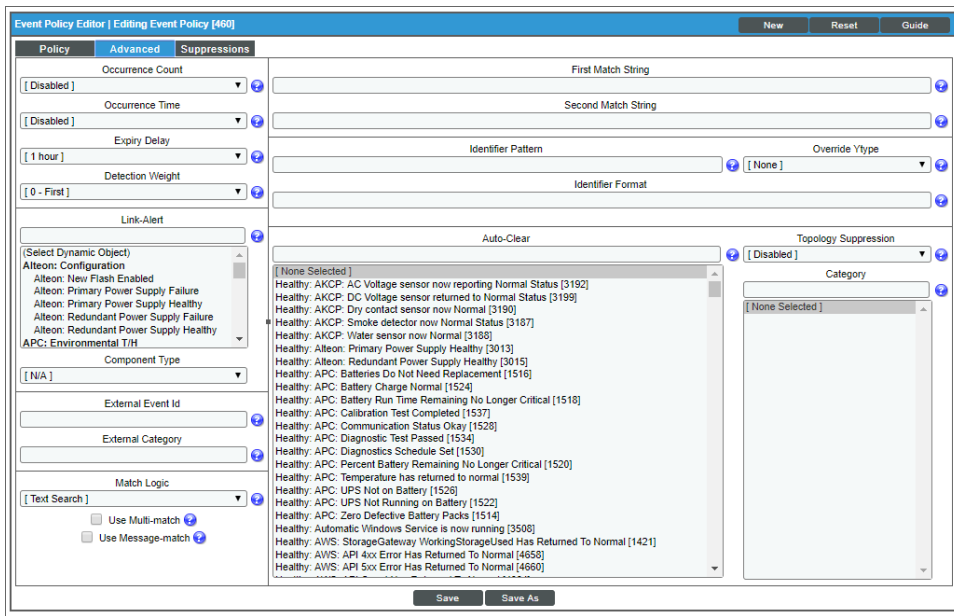 Event Policy Editor | Editing Event Policy [460]
New
Reset
Guide
Policy
Advanced
Suppressions
Occurrence Count
[ Disabled ]
Occurrence Time
[ Disabled ]
Expiry Delay
[ 1 hour ]
Detection Weight
[ 0 - First ]
Link-Alert
(Select Dynamic Object)
Alteon: Configuration
Alteon: New Flash Enabled
Alteon: Primary Power Supply Failure
Alteon: Primary Power Supply Healthy
Alteon: Redundant Power Supply Failure
Alteon: Redundant Power Supply Healthy
APC: Environmental T/H
Component Type
[ N/A ]
External Event Id
External Category
Match Logic
[ Text Search ]
Use Multi-match
Use Message-match
First Match String
Second Match String
Identifier Pattern
Override Ytype
[ None ]
Identifier Format
Auto-Clear
[ None Selected ]
Healthy: AKCP: AC Voltage sensor now reporting Normal Status [3192]
Healthy: AKCP: DC Voltage sensor returned to Normal Status [3199]
Healthy: AKCP: Dry contact sensor now Normal [3190]
Healthy: AKCP: Smoke detector now Normal Status [3187]
Healthy: AKCP: Water sensor now Normal [3188]
Healthy: Alteon: Primary Power Supply Healthy [3013]
Healthy: Alteon: Redundant Power Supply Healthy [3015]
Healthy: APC: Batteries Do Not Need Replacement [1516]
Healthy: APC: Battery Charge Normal [1524]
Healthy: APC: Battery Run Time Remaining No Longer Critical [1518]
Healthy: APC: Calibration Test Completed [1537]
Healthy: APC: Communication Status Okay [1528]
Healthy: APC: Diagnostic Test Passed [1534]
Healthy: APC: Diagnostics Schedule Set [1530]
Healthy: APC: Percent Battery Remaining No Longer Critical [1520]
Healthy: APC: Temperature has returned to normal [1539]
Healthy: APC: UPS Not on Battery [1526]
Healthy: APC: UPS Not Running on Battery [1522]
Healthy: APC: Zero Defective Battery Packs [1514]
Healthy: Automatic Windows Service is now running [3508]
Healthy: AWS: StorageGateway WorkingStorageUsed Has Returned To Normal [1421]
Healthy: AWS: API 4xx Error Has Returned To Normal [4658]
Healthy: AWS: API 5xx Error Has Returned To Normal [4660]
Topology Suppression
[ Disabled ]
Category
[ None Selected ]
Save
Save As